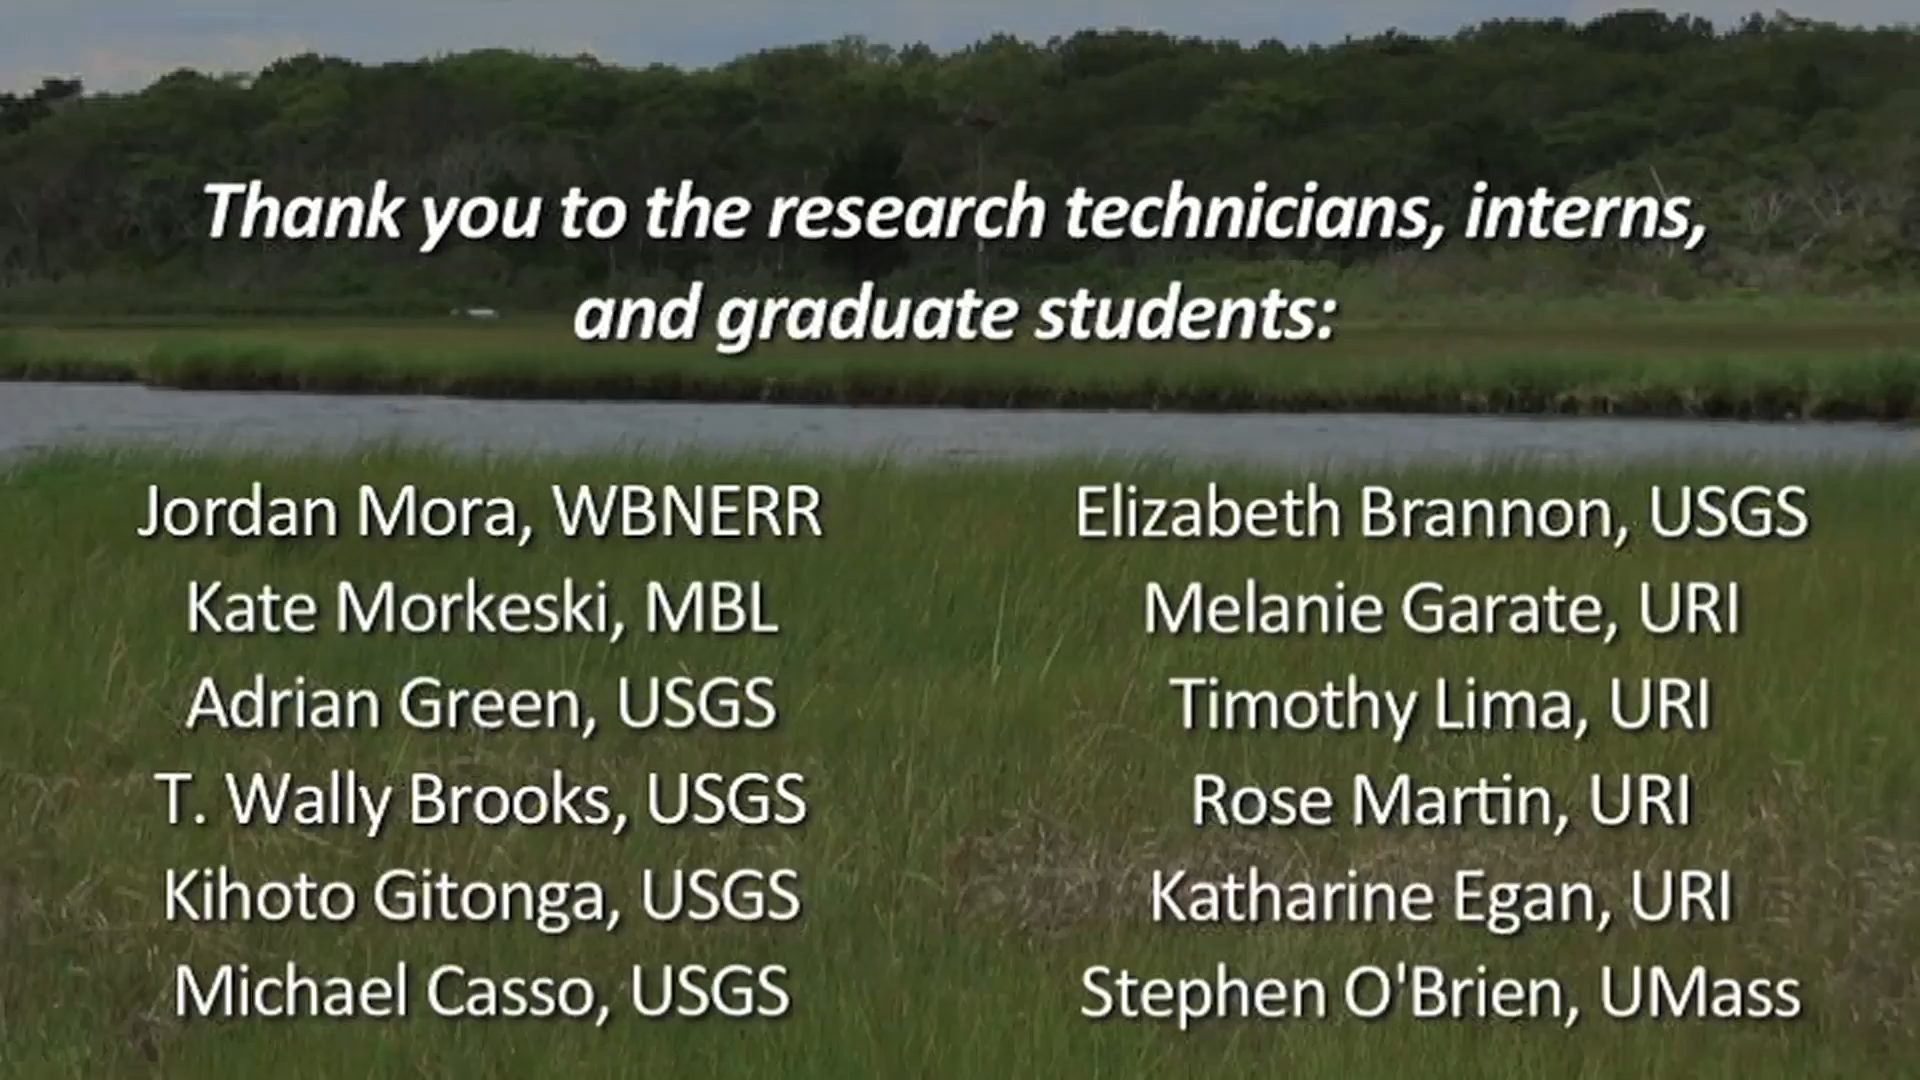 Thank you to the research technicians, interns,
and graduate students:
Jordan Mora, WBNERR
Kate Morkeski, MBL
Adrian Green, USGS
T. Wally Brooks, USGS
Kihoto Gitonga, USGS
Michael Casso, USGS
Elizabeth Brannon, USGS
Melanie Garate, URI
Timothy Lima, URI
Rose Martin, URI
Katharine Egan, URI
Stephen O'Brien, UMass